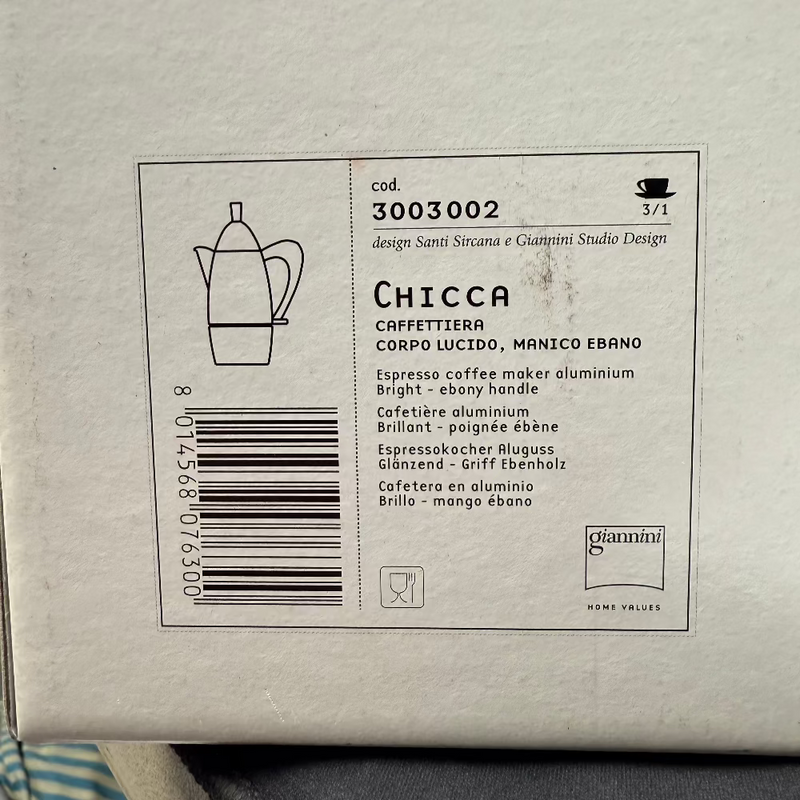 cod.
3003002
3/1
design Santi Sircana e Giannini Studio Design
CHICCA
CAFFETTIERA
CORPO LUCIDO, MANICO EBANO
Espresso coffee maker aluminium
Bright - ebony handle
Cafetière aluminium
Brillant - poignée ébène
Espressokocher Aluguss
Glänzend - Griff Ebenholz
Cafetera en aluminio
Brillo - mango ébano
8 014568 076300
giannini
HOME VALUES